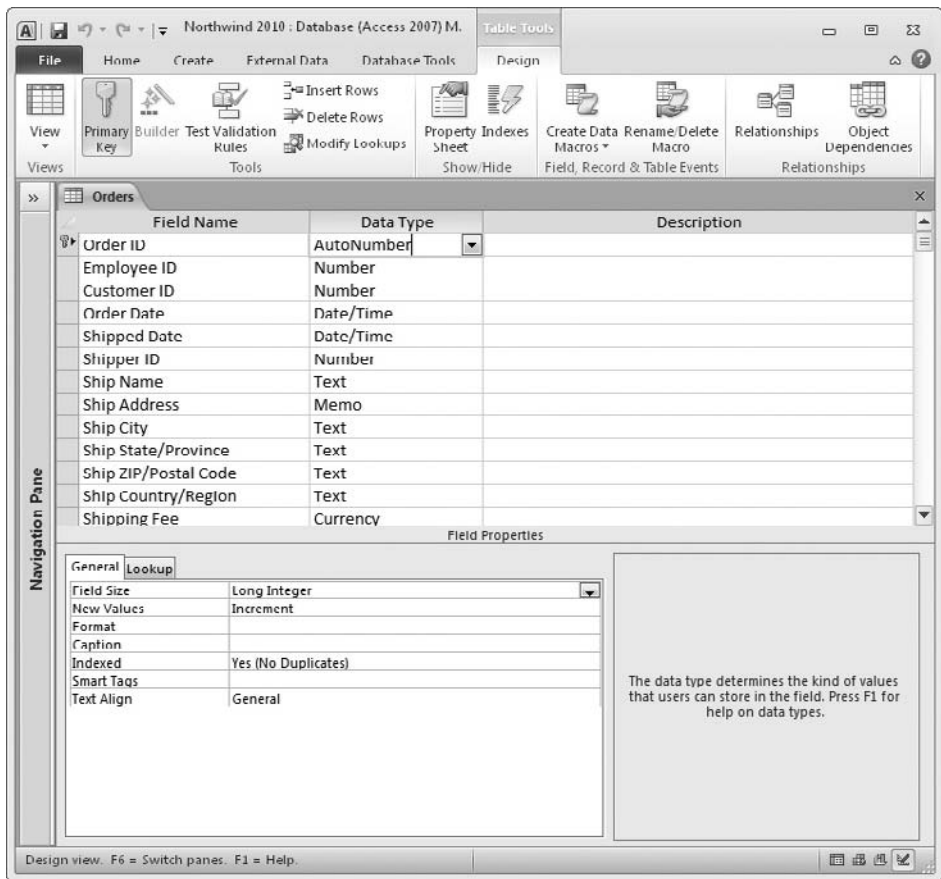 Northwind 2010 : Database (Access 2007) M.
Table Tools
File Home Create External Data Database Tools Design
View
Primary Key
Builder
Test Validation Rules
Insert Rows
Delete Rows
Modify Lookups
Property Sheet
Indexes
Create Data Macros
Rename/Delete Macro
Relationships
Object Dependencies
Views Tools Show/Hide Field, Record & Table Events Relationships
» Orders
Field Name Data Type Description
Order ID AutoNumber
Employee ID Number
Customer ID Number
Order Date Date/Time
Shipped Date Date/Time
Shipper ID Number
Ship Name Text
Ship Address Memo
Ship City Text
Ship State/Province Text
Ship ZIP/Postal Code Text
Ship Country/Region Text
Shipping Fee Currency
Navigation Pane
Field Properties
General Lookup
Field Size Long Integer
New Values Increment
Format
Caption
Indexed Yes (No Duplicates)
Smart Tags
Text Align General
The data type determines the kind of values
that users can store in the field. Press F1 for
help on data types.
Design view. F6 = Switch panes. F1 = Help.